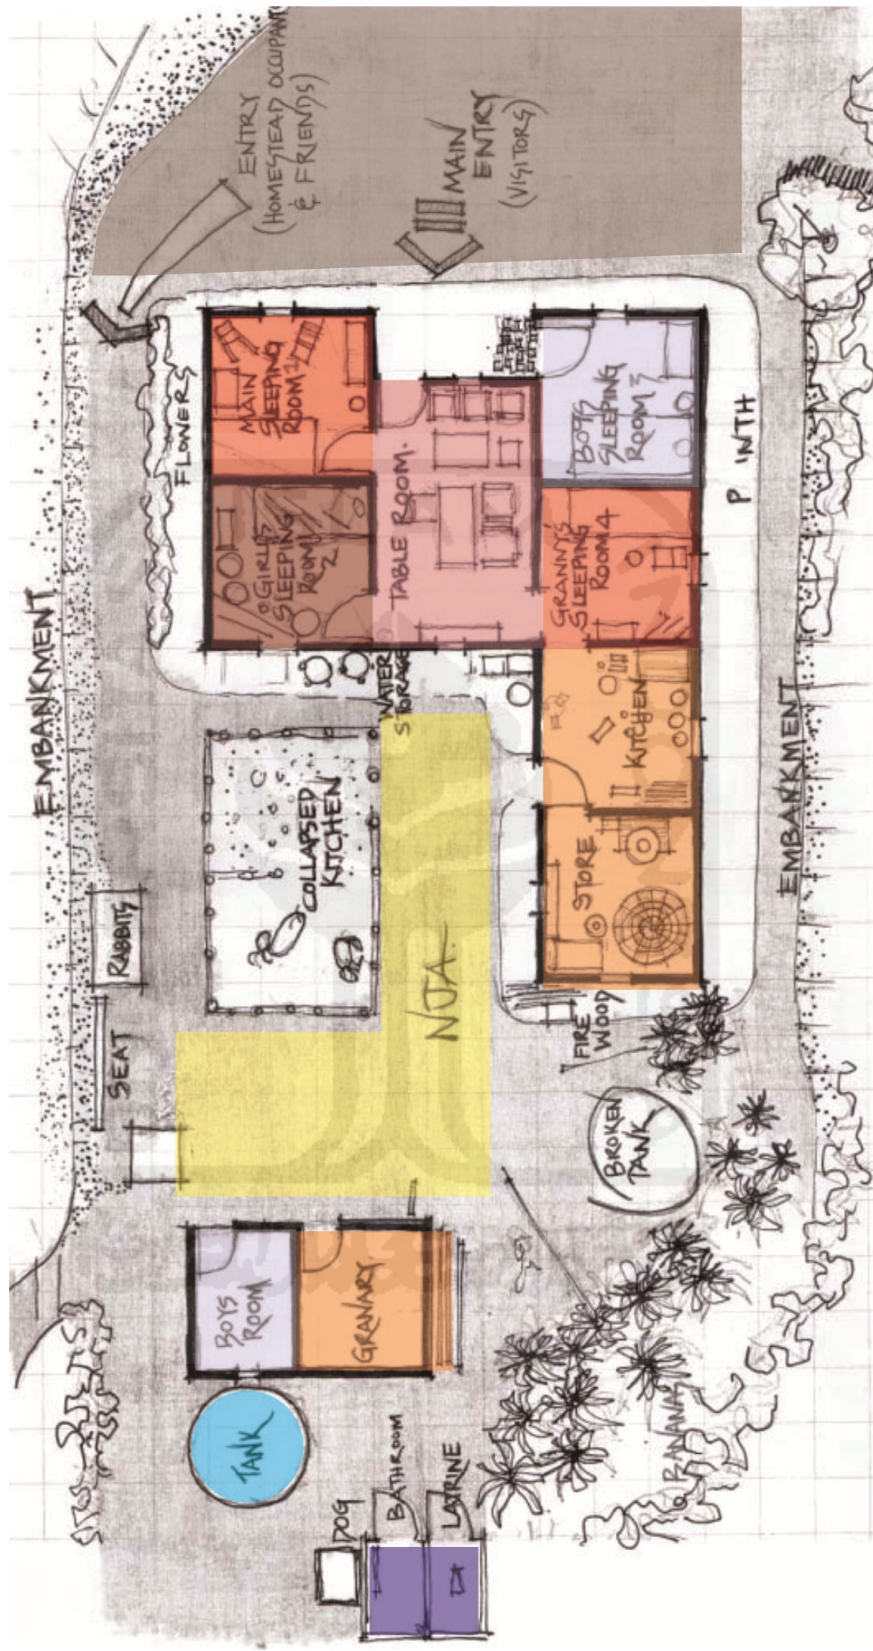 ENTRY
(HOMESTEAD OCCUPANTS
& FRIENDS)
MAIN
ENTRY
(VISITORS)
EMBANKMENT
FLOWERS
MAIN
SLEEPING
ROOM 1
GIRLS
SLEEPING
ROOM
2
TABLE ROOM.
BOYS
SLEEPING
ROOM 3
GRANNY'S
SLEEPING
ROOM 4
P INTH
WATER
STORAGE
KITCHEN
STORE
COLLAPSED
KITCHEN
NJA.
RABBITS
SEAT
FIRE
WOOD
BROKEN
TANK
EMBANKMENT
BOYS
ROOM
GRANARY
TANK
DOG
BATHROOM
LATRINE
BANANAS